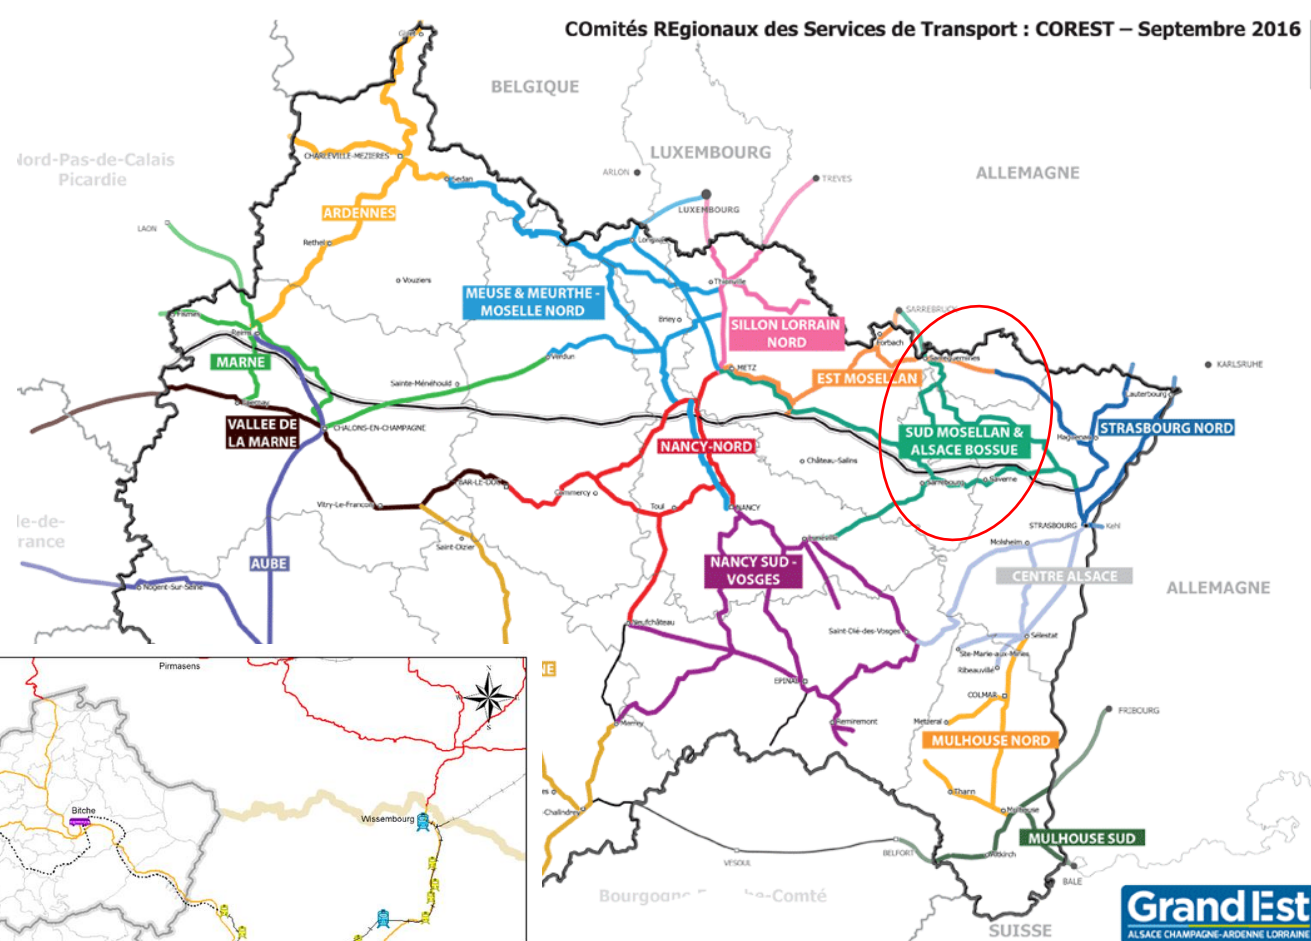 COmités REgionaux des Services de Transport : COREST – Septembre 2016
BELGIQUE
Nord-Pas-de-Calais
Picardie
CHARLEVILLE-MEZIERES
LUXEMBOURG
ALLEMAGNE
ARLON
TREVES
Sedan
LUXEMBOURG
ARDENNES
LAON
Rethel
Vouziers
Thionville
MEUSE & MEURTHE -
MOSELLE NORD
SARREBRUCK
Reims
Briey
SILLON LORRAIN
NORD
Forbach
MARNE
Verdun
Sarreguemines
KARLSRUHE
METZ
EST MOSELLAN
Sainte-Ménéhould
Lauterbourg
VALLEE DE
LA MARNE
CHALONS-EN-CHAMPAGNE
SUD MOSELLAN &
ALSACE BOSSUE
STRASBOURG NORD
Haguenau
NANCY-NORD
Château-Salins
BAR-LE-DUC
Sarrebourg
Saverne
Commercy
Vitry-Le-François
Toul
NANCY
STRASBOURG
Kehl
Saint-Dizier
Lunéville
Molsheim
AUBE
NANCY SUD -
VOSGES
CENTRE ALSACE
Nogent-Sur-Seine
ALLEMAGNE
Neufchâteau
Saint-Dié-des-Vosges
Sélestat
Ste-Marie-aux-Mines
Ribeauvillé
EPINAL
COLMAR
FRIBOURG
Remiremont
Metzeral
MULHOUSE NORD
Thann
Mulhouse
Chalindrey
MULHOUSE SUD
BELFORT
Altkirch
VESOUL
BALE
SUISSE
Pirmasens
N
S
Bitche
Wissembourg
Grand Est
ALSACE CHAMPAGNE-ARDENNE LORRAINE